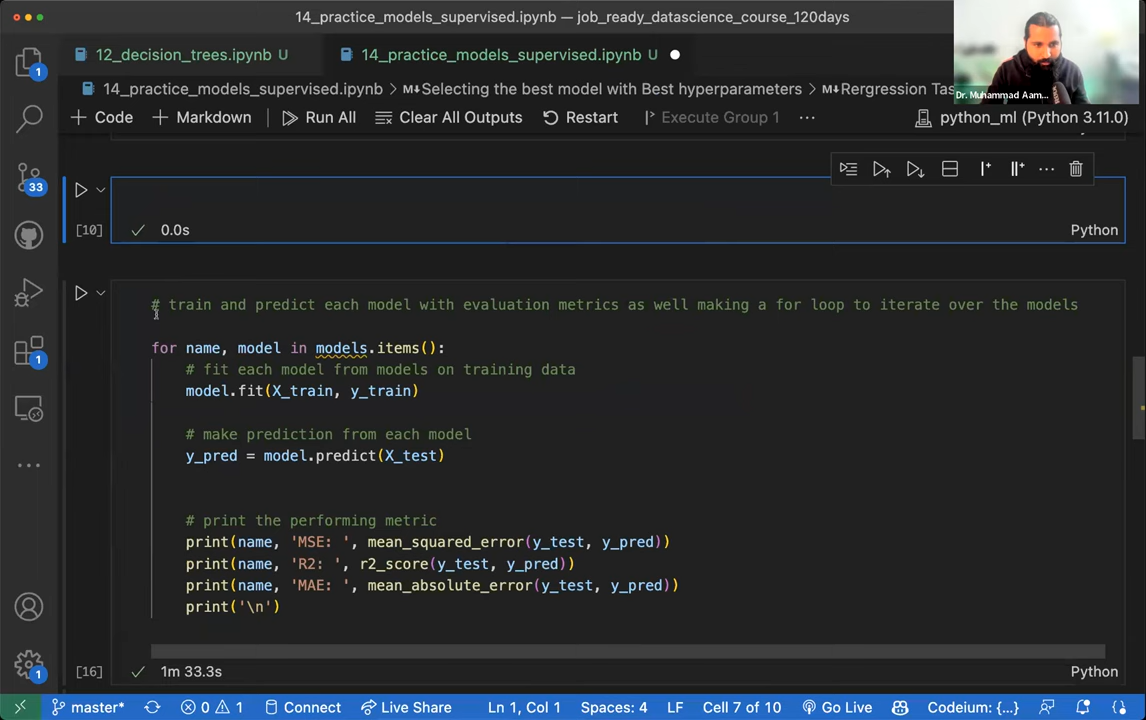 14_practice_models_supervised.ipynb — job_ready_datascience_course_120days
12_decision_trees.ipynb U
14_practice_models_supervised.ipynb U
14_practice_models_supervised.ipynb > M↓Selecting the best model with Best hyperparameters > M↓Rergression Tas
Dr. Muhammad Aam...
+ Code + Markdown Run All Clear All Outputs Restart Execute Group 1 ... python_ml (Python 3.11.0)
1
33
1
1
[10] 0.0s Python
# train and predict each model with evaluation metrics as well making a for loop to iterate over the models
for name, model in models.items():
# fit each model from models on training data
model.fit(X_train, y_train)
# make prediction from each model
y_pred = model.predict(X_test)
# print the performing metric
print(name, 'MSE: ', mean_squared_error(y_test, y_pred))
print(name, 'R2: ', r2_score(y_test, y_pred))
print(name, 'MAE: ', mean_absolute_error(y_test, y_pred))
print('\n')
[16] 1m 33.3s Python
1
master* 0 1 Connect Live Share Ln 1, Col 1 Spaces: 4 LF Cell 7 of 10 Go Live Codeium: {...}